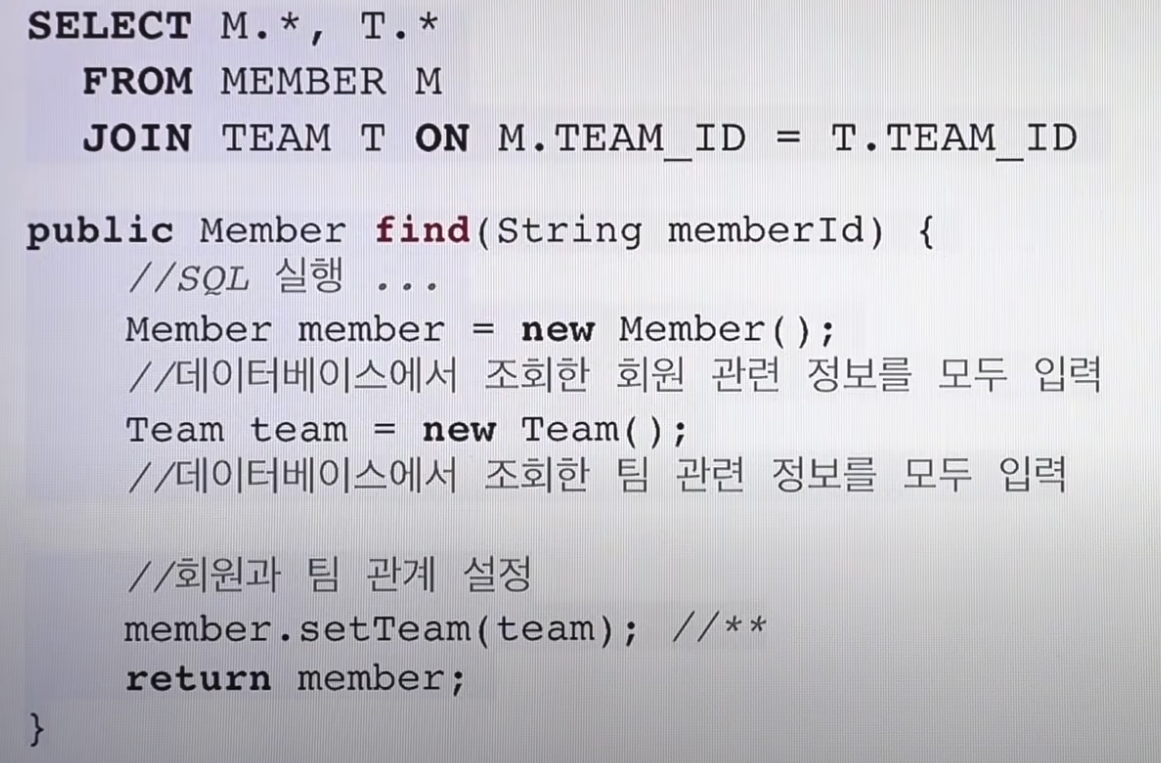 SELECT M.*, T.*
FROM MEMBER M
JOIN TEAM T ON M.TEAM_ID = T.TEAM_ID
public Member find(String memberId) {
//SQL 실행 ...
Member member = new Member();
//데이터베이스에서 조회한 회원 관련 정보를 모두 입력
Team team = new Team();
//데이터베이스에서 조회한 팀 관련 정보를 모두 입력
//회원과 팀 관계 설정
member.setTeam(team); //**
return member;
}